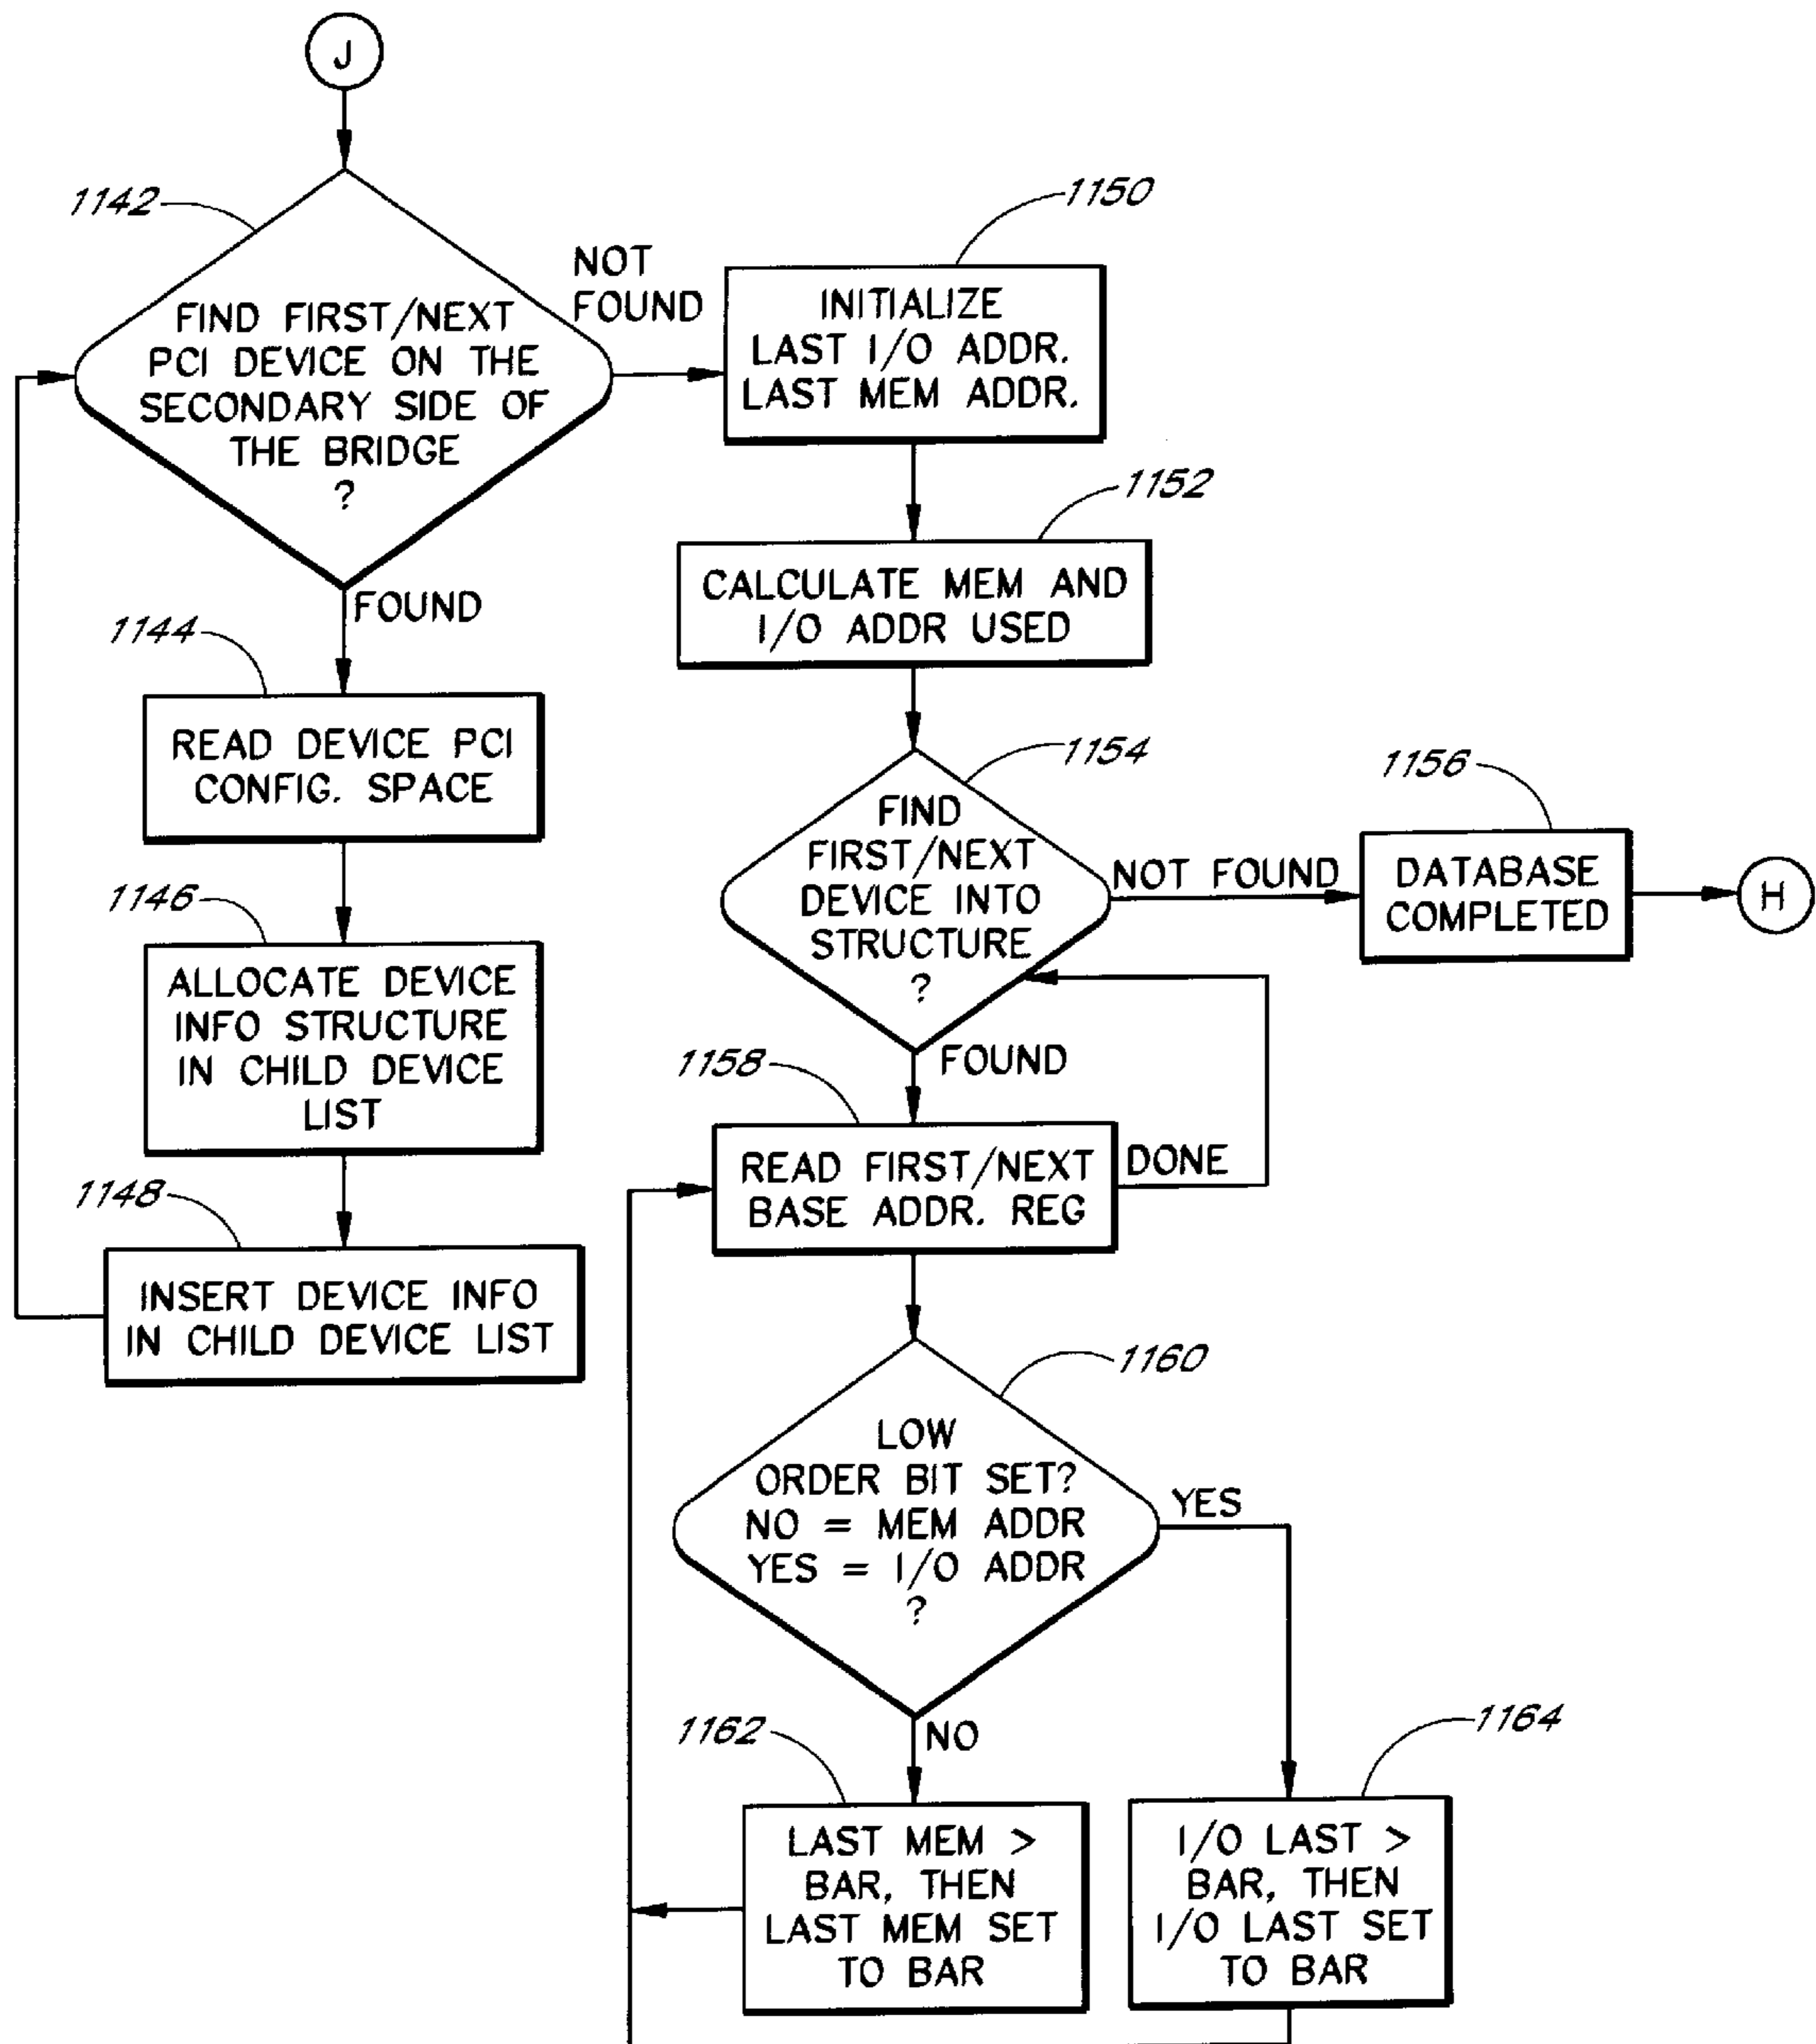 J
1142
FIND FIRST/NEXT
PCI DEVICE ON THE
SECONDARY SIDE OF
THE BRIDGE
?
NOT
FOUND
FOUND
1144
READ DEVICE PCI
CONFIG. SPACE
1146
ALLOCATE DEVICE
INFO STRUCTURE
IN CHILD DEVICE
LIST
1148
INSERT DEVICE INFO
IN CHILD DEVICE LIST
1150
INITIALIZE
LAST I/O ADDR.
LAST MEM ADDR.
1152
CALCULATE MEM AND
I/O ADDR USED
1154
FIND
FIRST/NEXT
DEVICE INTO
STRUCTURE
?
NOT FOUND
1156
DATABASE
COMPLETED
H
FOUND
1158
READ FIRST/NEXT
BASE ADDR. REG
DONE
1160
LOW
ORDER BIT SET?
NO = MEM ADDR
YES = I/O ADDR
?
YES
NO
1162
LAST MEM >
BAR, THEN
LAST MEM SET
TO BAR
1164
I/O LAST >
BAR, THEN
I/O LAST SET
TO BAR